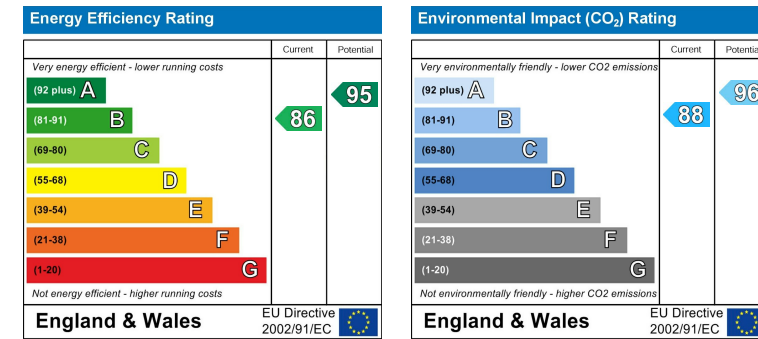 Energy Efficiency Rating
Current Potential
Very energy efficient - lower running costs
(92 plus) A
95
(81-91) B
86
(69-80) C
(55-68) D
(39-54) E
(21-38) F
(1-20) G
Not energy efficient - higher running costs
England & Wales
EU Directive
2002/91/EC
Environmental Impact (CO₂) Rating
Current Potentia
Very environmentally friendly - lower CO2 emissions
(92 plus) A
96
(81-91) B
88
(69-80) C
(55-68) D
(39-54) E
(21-38) F
(1-20) G
Not environmentally friendly - higher CO2 emissions
England & Wales
EU Directive
2002/91/EC